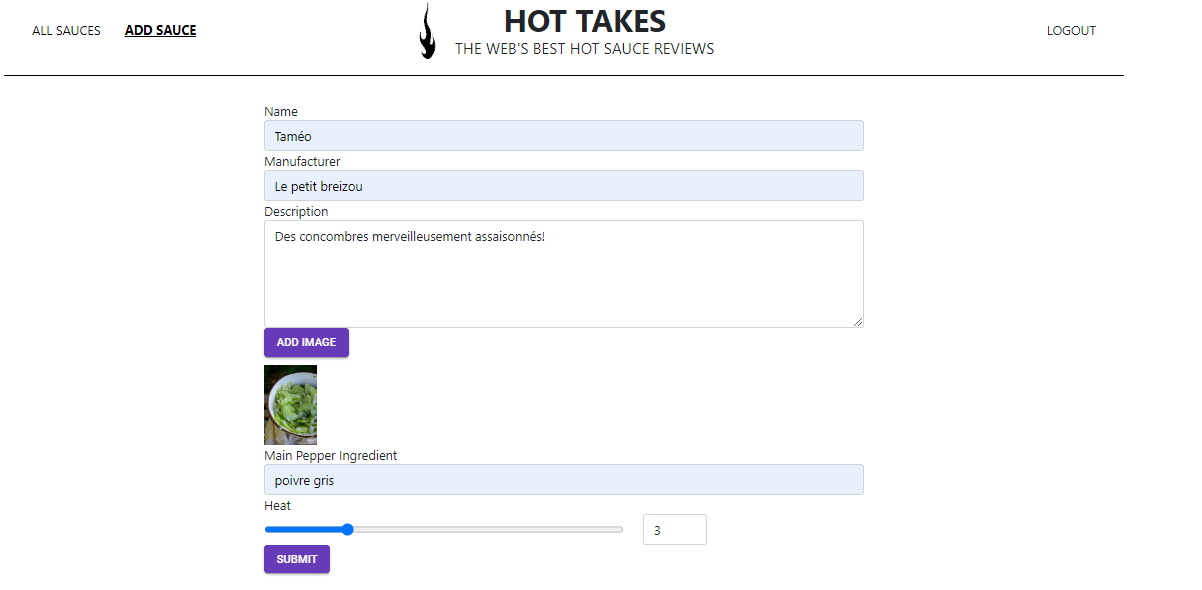 ALL SAUCES
ADD SAUCE
HOT TAKES
THE WEB'S BEST HOT SAUCE REVIEWS
LOGOUT
Name
Taméo
Manufacturer
Le petit breizou
Description
Des concombres merveilleusement assaisonnés!
ADD IMAGE
Main Pepper Ingredient
poivre gris
Heat
3
SUBMIT